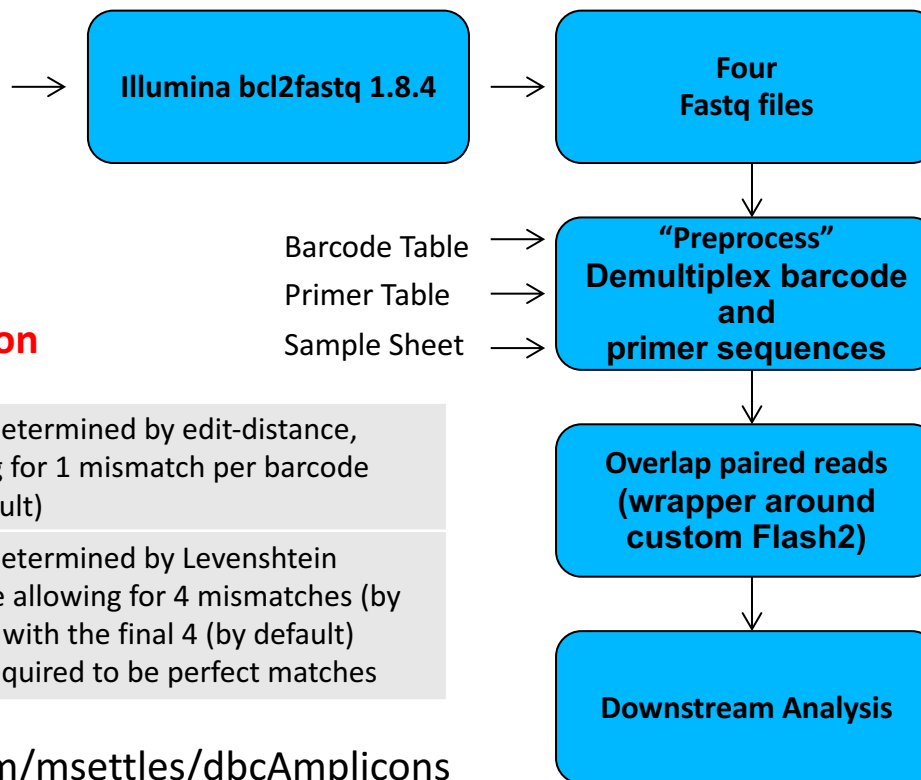 Illumina bcl2fastq 1.8.4
Four
Fastq files
Barcode Table
Primer Table
Sample Sheet
“Preprocess”
Demultiplex barcode
and
primer sequences
on
etermined by edit-distance,
g for 1 mismatch per barcode
ult)
etermined by Levenshtein
e allowing for 4 mismatches (by
with the final 4 (by default)
quired to be perfect matches
Overlap paired reads
(wrapper around
custom Flash2)
Downstream Analysis
m/msettles/dbcAmplicons